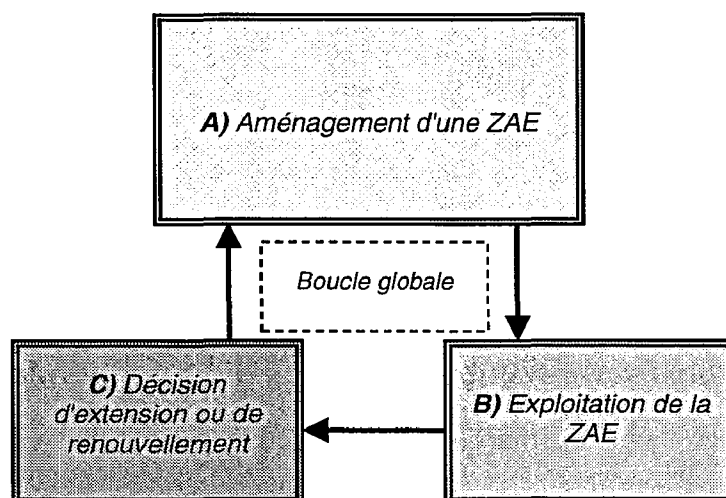 A) Aménagement d'une ZAE
Boucle globale
C) Décision
d'extension ou de
renouvellement
B) Exploitation de la
ZAE